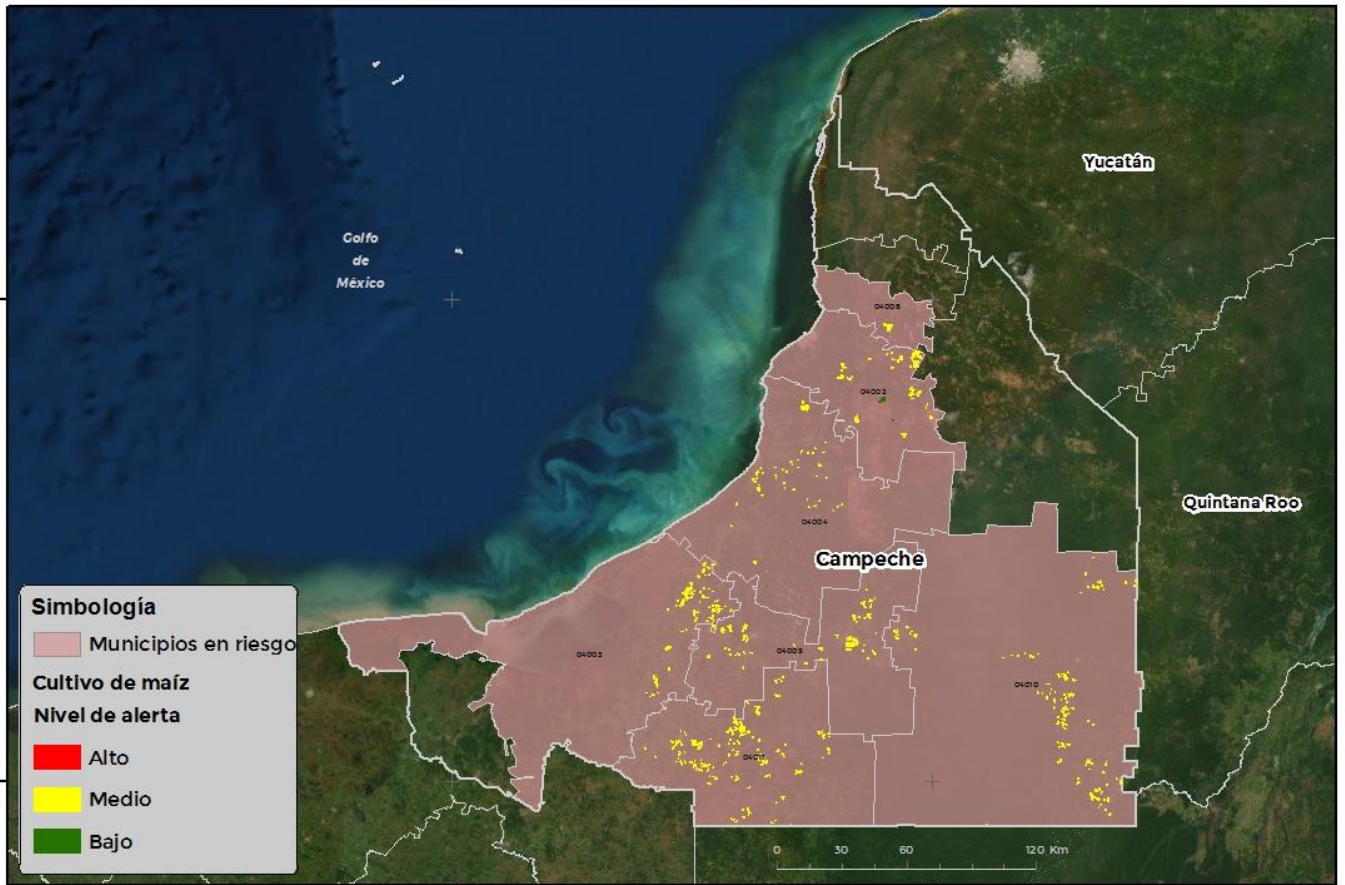 Yucatán
Golfo
de
México
04008
04002
Quintana Roo
04004
Campeche
04003
04009
04010
04011
Simbología
Municipios en riesgo
Cultivo de maíz
Nivel de alerta
Alto
Medio
Bajo
0 30 60 120 Km